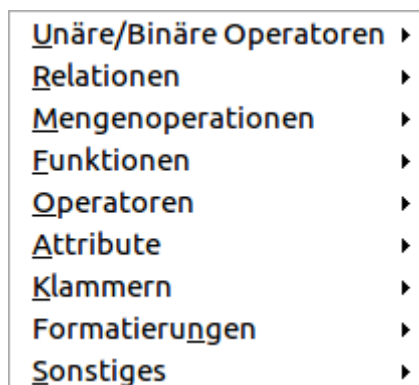 Unäre/Binäre Operatoren
Relationen
Mengenoperationen
Funktionen
Operatoren
Attribute
Klammern
Formatierungen
Sonstiges